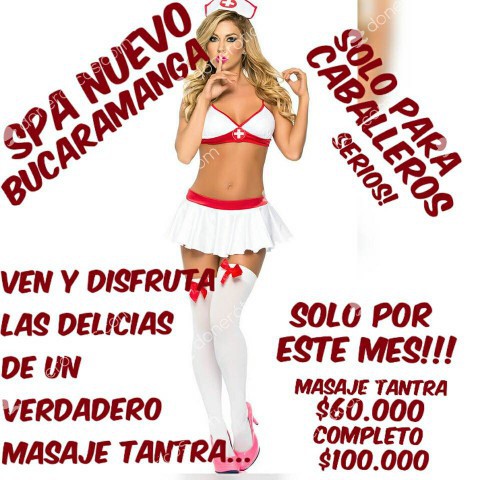 SPA NUEVO
BUCARAMANGA
SOLO PARA
CABALLEROS
SERIOS!
VEN Y DISFRUTA
LAS DELICIAS
DE UN
VERDADERO
MASAJE TANTRA...
SOLO POR
ESTE MES!!!
MASAJE TANTRA
$60.000
COMPLETO
$100.000